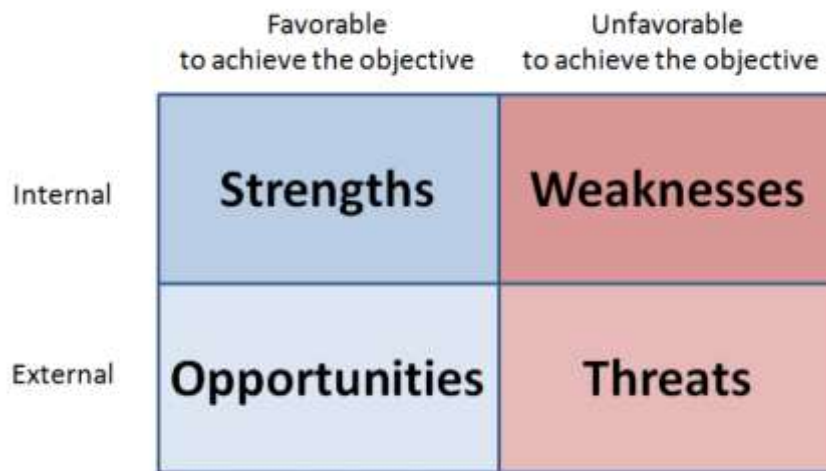 Favorable
to achieve the objective
Unfavorable
to achieve the objective
Internal
Strengths
Weaknesses
External
Opportunities
Threats